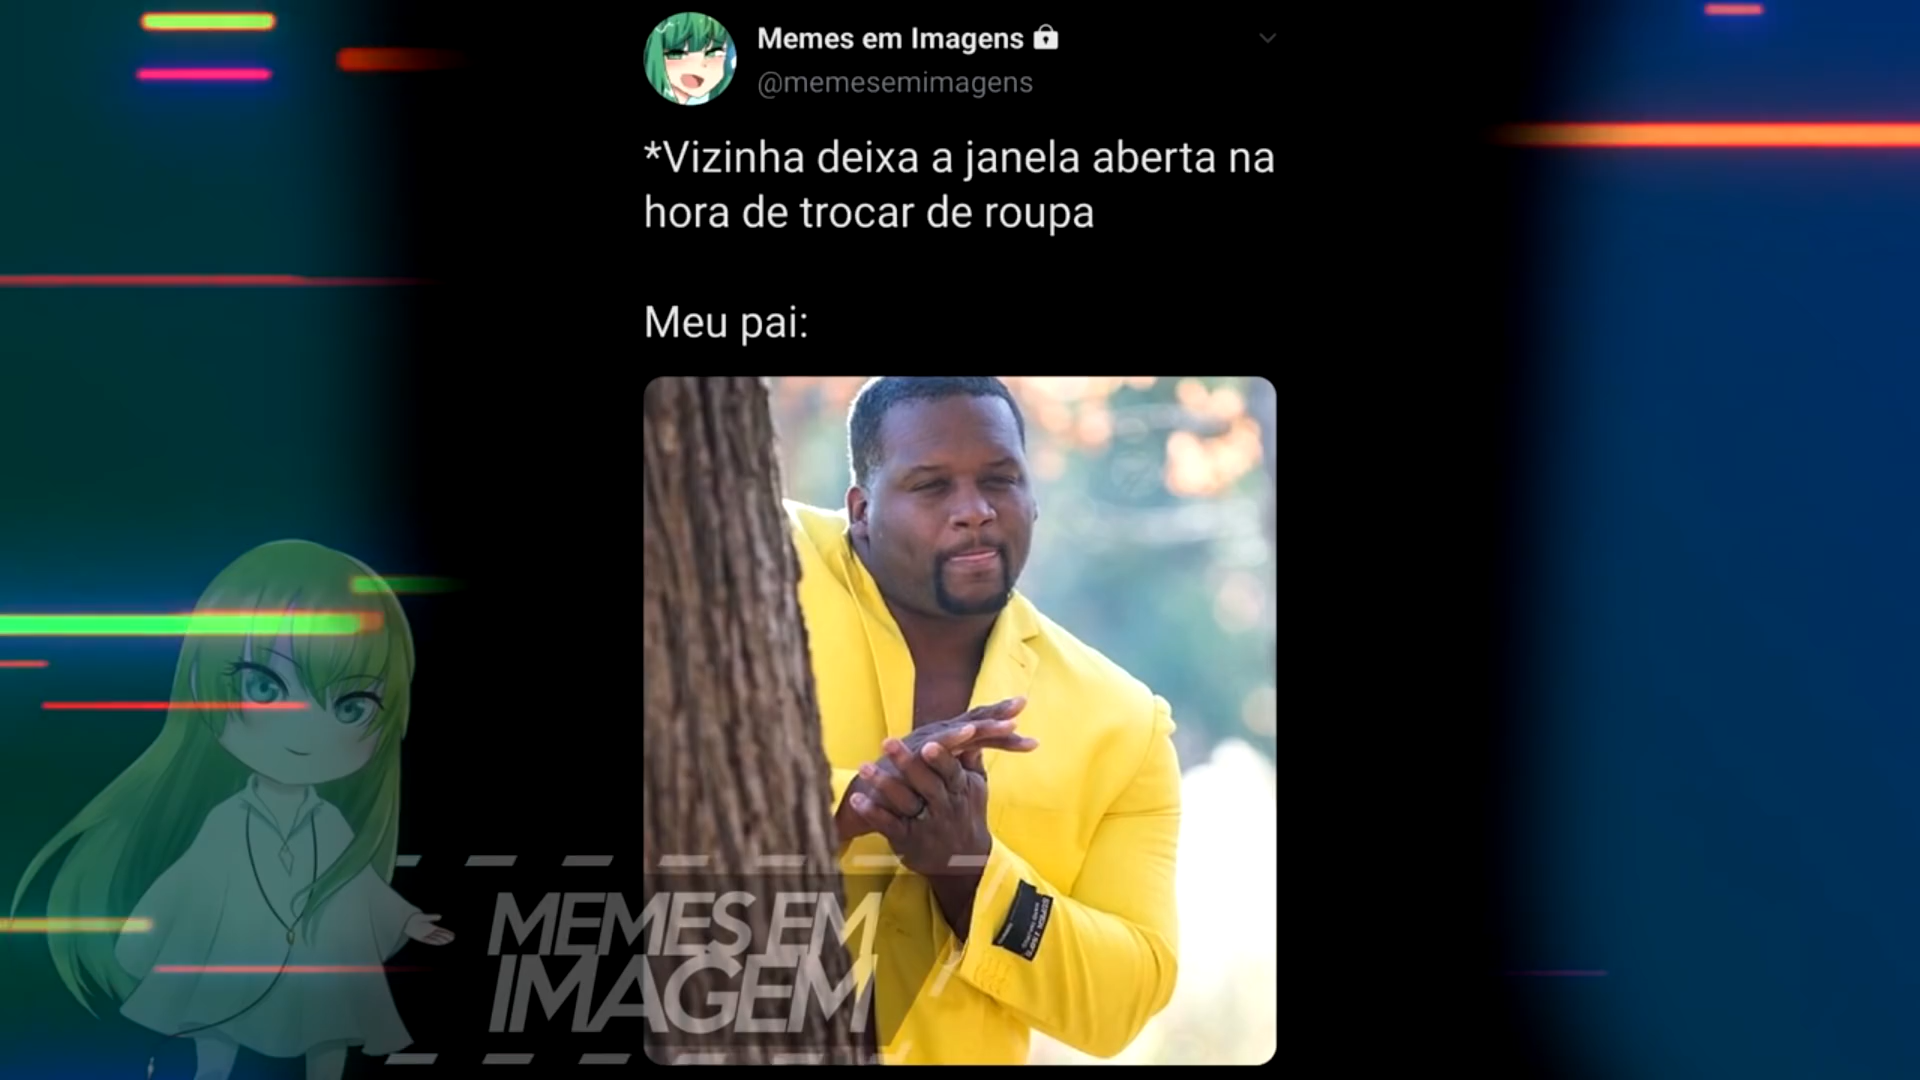 Memes em Imagens
@memesemimagens
*Vizinha deixa a janela aberta na
hora de trocar de roupa
Meu pai:
MEMES EM
IMAGEM